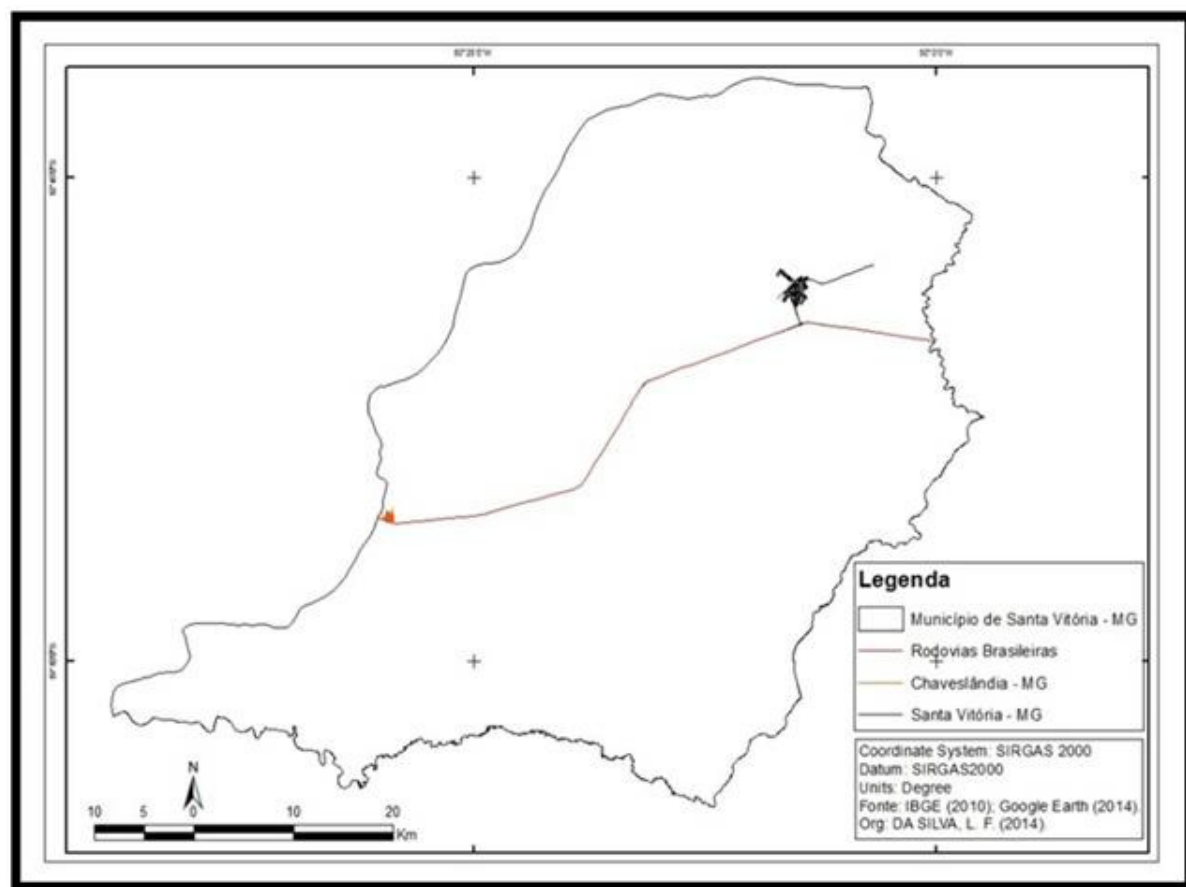 Legenda
Município de Santa Vitória - MG
Rodovias Brasileiras
Chaveslândia - MG
Santa Vitória - MG
Coordinate System: SIRGAS 2000
Datum: SIRGAS2000
Units: Degree
Fonte: IBGE (2010); Google Earth (2014).
Org: DA SILVA, L. F. (2014).
N
10 5 0 10 20
Km